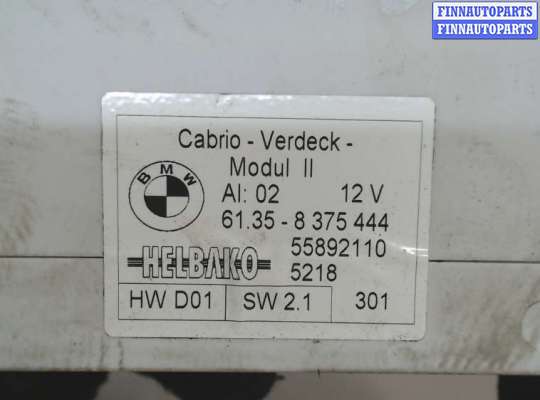 FINNAUTOPARTS
FINNAUTOPARTS
Cabrio - Verdeck -
Modul II
BMW
AI: 02 12 V
61.35 - 8 375 444
55892110
HELBAKO
5218
HW D01 SW 2.1 301